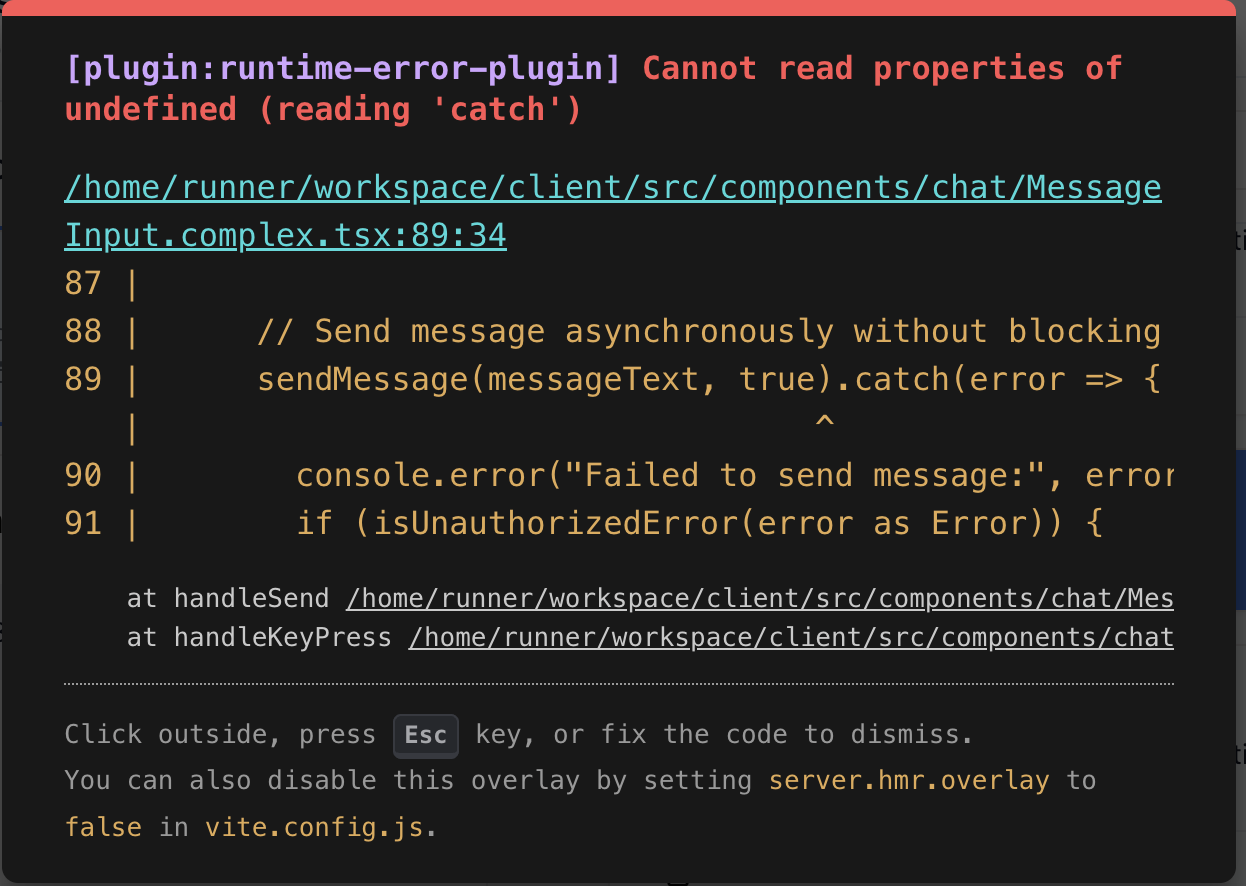 [plugin:runtime-error-plugin] Cannot read properties of
undefined (reading 'catch')
/home/runner/workspace/client/src/components/chat/Message
Input.complex.tsx:89:34
87 |
88 |      // Send message asynchronously without blocking
89 |      sendMessage(messageText, true).catch(error => {
   |                                   ^
90 |        console.error("Failed to send message:", error
91 |        if (isUnauthorizedError(error as Error)) {
at handleSend /home/runner/workspace/client/src/components/chat/Mes
at handleKeyPress /home/runner/workspace/client/src/components/chat
Click outside, press Esc key, or fix the code to dismiss.
You can also disable this overlay by setting server.hmr.overlay to
false in vite.config.js.